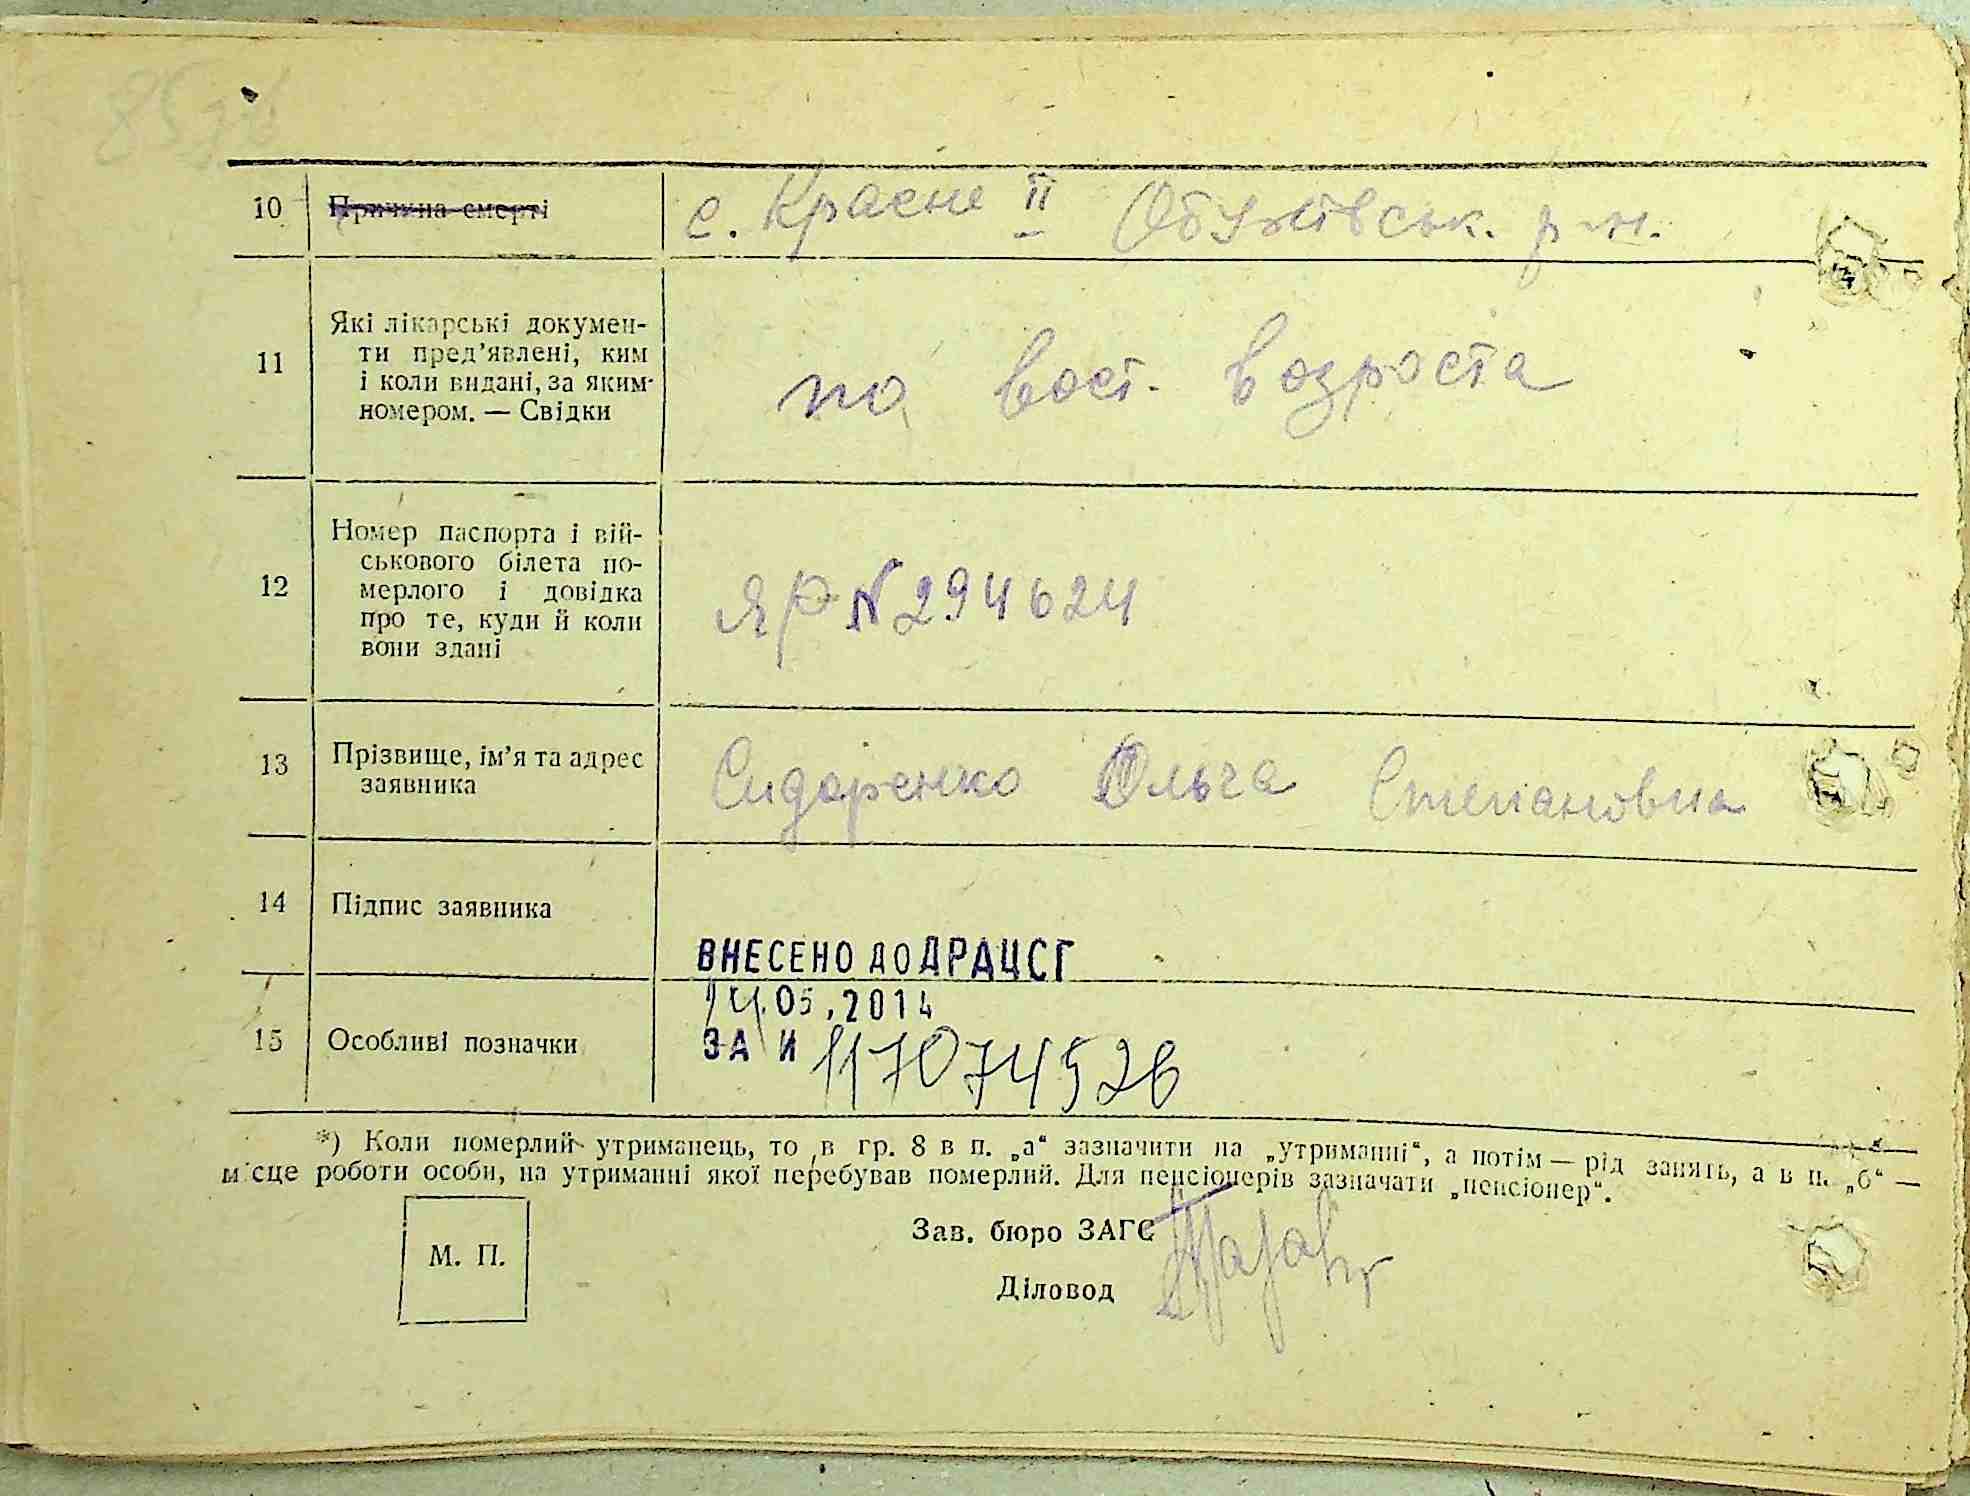 85
10 Причина смерті с. Красне II Обухівськ. р-н.
11 Які лікарські докумен-
ти пред'явлені, ким
і коли видані, за яким
номером. — Свідки
по вост. возроста
12 Номер паспорта і вій-
ськового білета по-
мерлого і довідка
про те, куди й коли
вони здані
ЯР N 294624
13 Прізвище, ім'я та адрес
заявника
Сидоренко Ольга Степановна
14 Підпис заявника
ВНЕСЕНО ДО ДРАЦСГ
14.05.2014
15 Особливі позначки
ЗА И 117074526
*) Коли померлий утриманець, то в гр. 8 в п. „а“ зазначити на „утриманні“, а потім — рід занять, а в п. „б“ —
місце роботи особи, на утриманні якої перебував померлий. Для пенсіонерів зазначати „пенсіонер“.
М. П.
Зав. бюро ЗАГС
Діловод